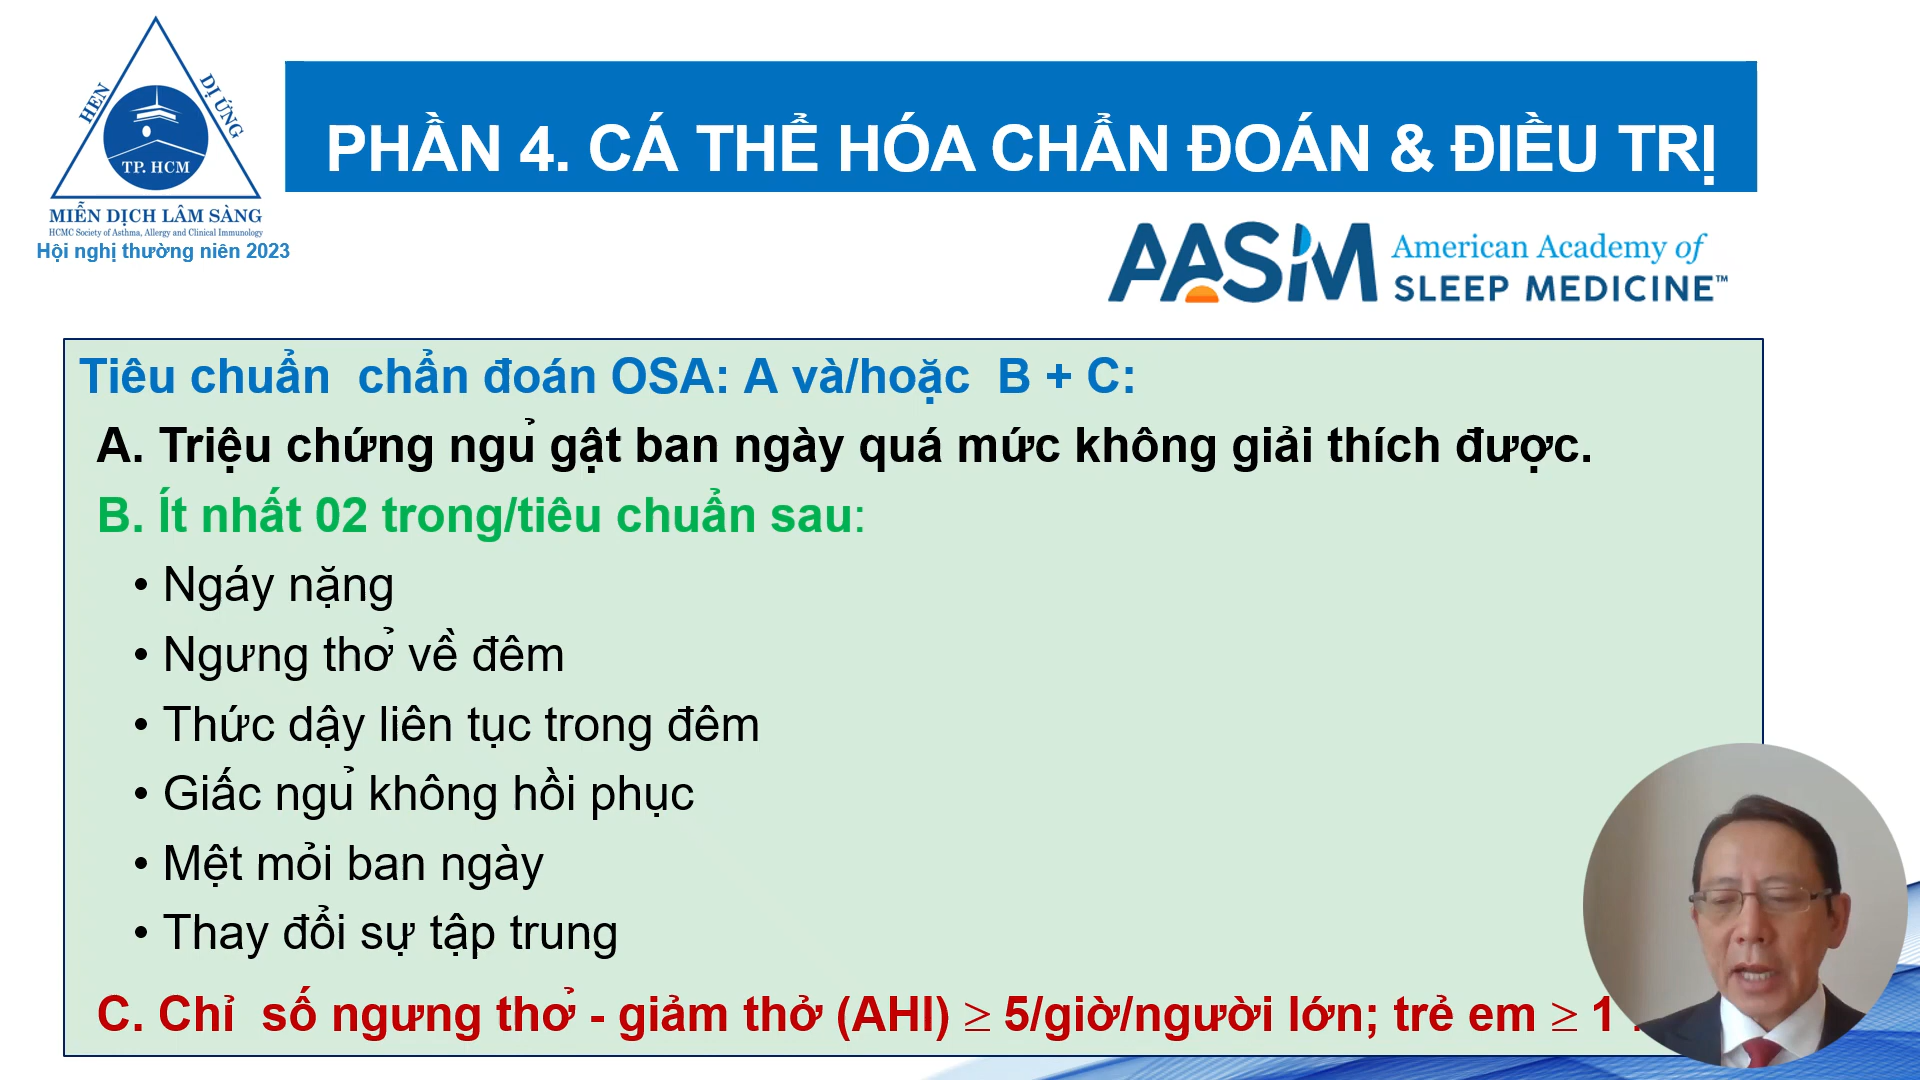 HEN
DỊ ỨNG
TP. HCM
MIỄN DỊCH LÂM SÀNG
HCMC Society of Asthma, Allergy and Clinical Immunology
Hội nghị thường niên 2023
PHẦN 4. CÁ THỂ HÓA CHẨN ĐOÁN & ĐIỀU TRỊ
AASM American Academy of
SLEEP MEDICINE™
Tiêu chuẩn chẩn đoán OSA: A và/hoặc B + C:
A. Triệu chứng ngủ gật ban ngày quá mức không giải thích được.
B. Ít nhất 02 trong/tiêu chuẩn sau:
• Ngáy nặng
• Ngưng thở về đêm
• Thức dậy liên tục trong đêm
• Giấc ngủ không hồi phục
• Mệt mỏi ban ngày
• Thay đổi sự tập trung
C. Chỉ số ngưng thở - giảm thở (AHI) ≥ 5/giờ/người lớn; trẻ em ≥ 1